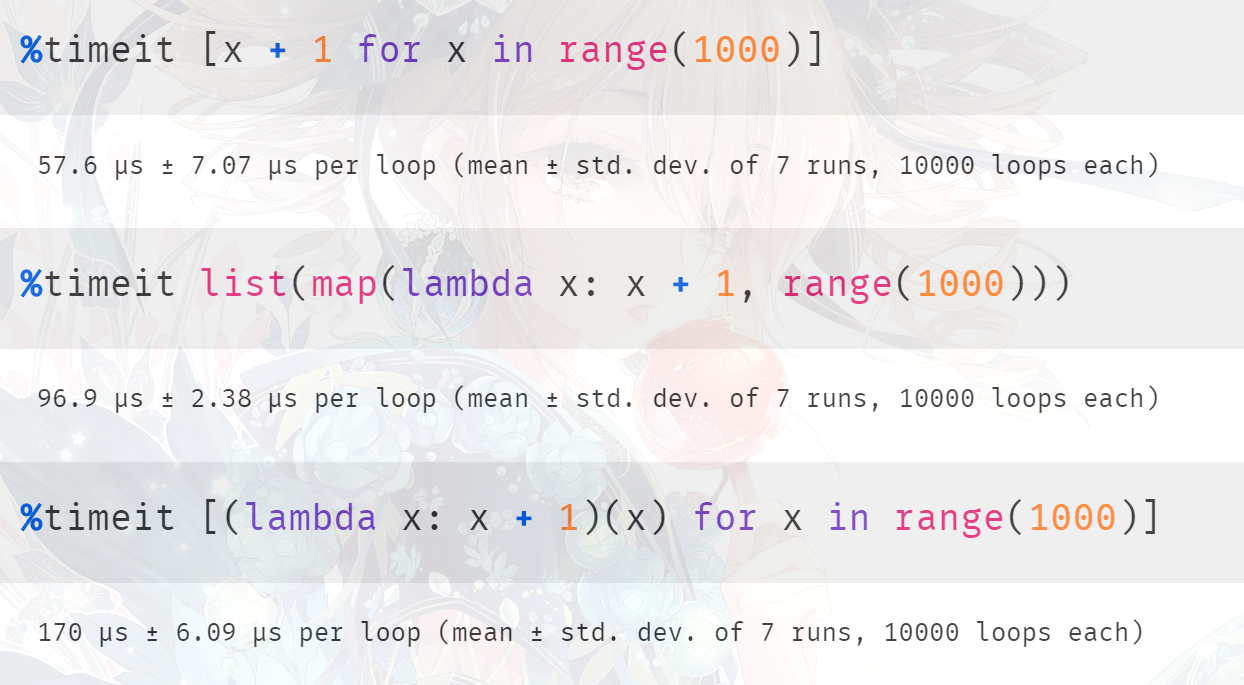 %timeit [x + 1 for x in range(1000)]
57.6 µs ± 7.07 µs per loop (mean ± std. dev. of 7 runs, 10000 loops each)
%timeit list(map(lambda x: x + 1, range(1000)))
96.9 µs ± 2.38 µs per loop (mean ± std. dev. of 7 runs, 10000 loops each)
%timeit [(lambda x: x + 1)(x) for x in range(1000)]
170 µs ± 6.09 µs per loop (mean ± std. dev. of 7 runs, 10000 loops each)